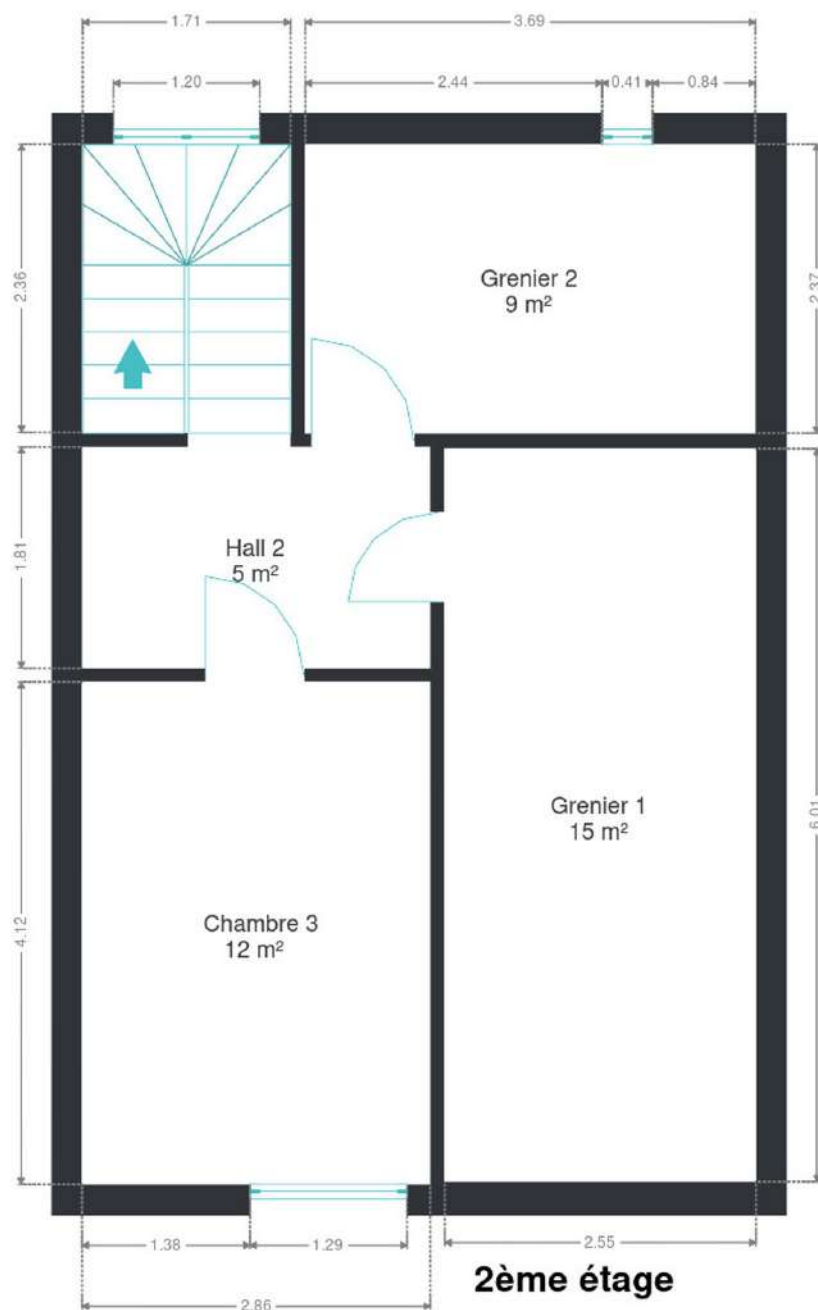 1.71
3.69
1.20
2.44
0.41
0.84
2.36
2.37
Grenier 2
9 m²
1.81
Hall 2
5 m²
6.01
Grenier 1
15 m²
4.12
Chambre 3
12 m²
1.38
1.29
2.55
2.86
2ème étage